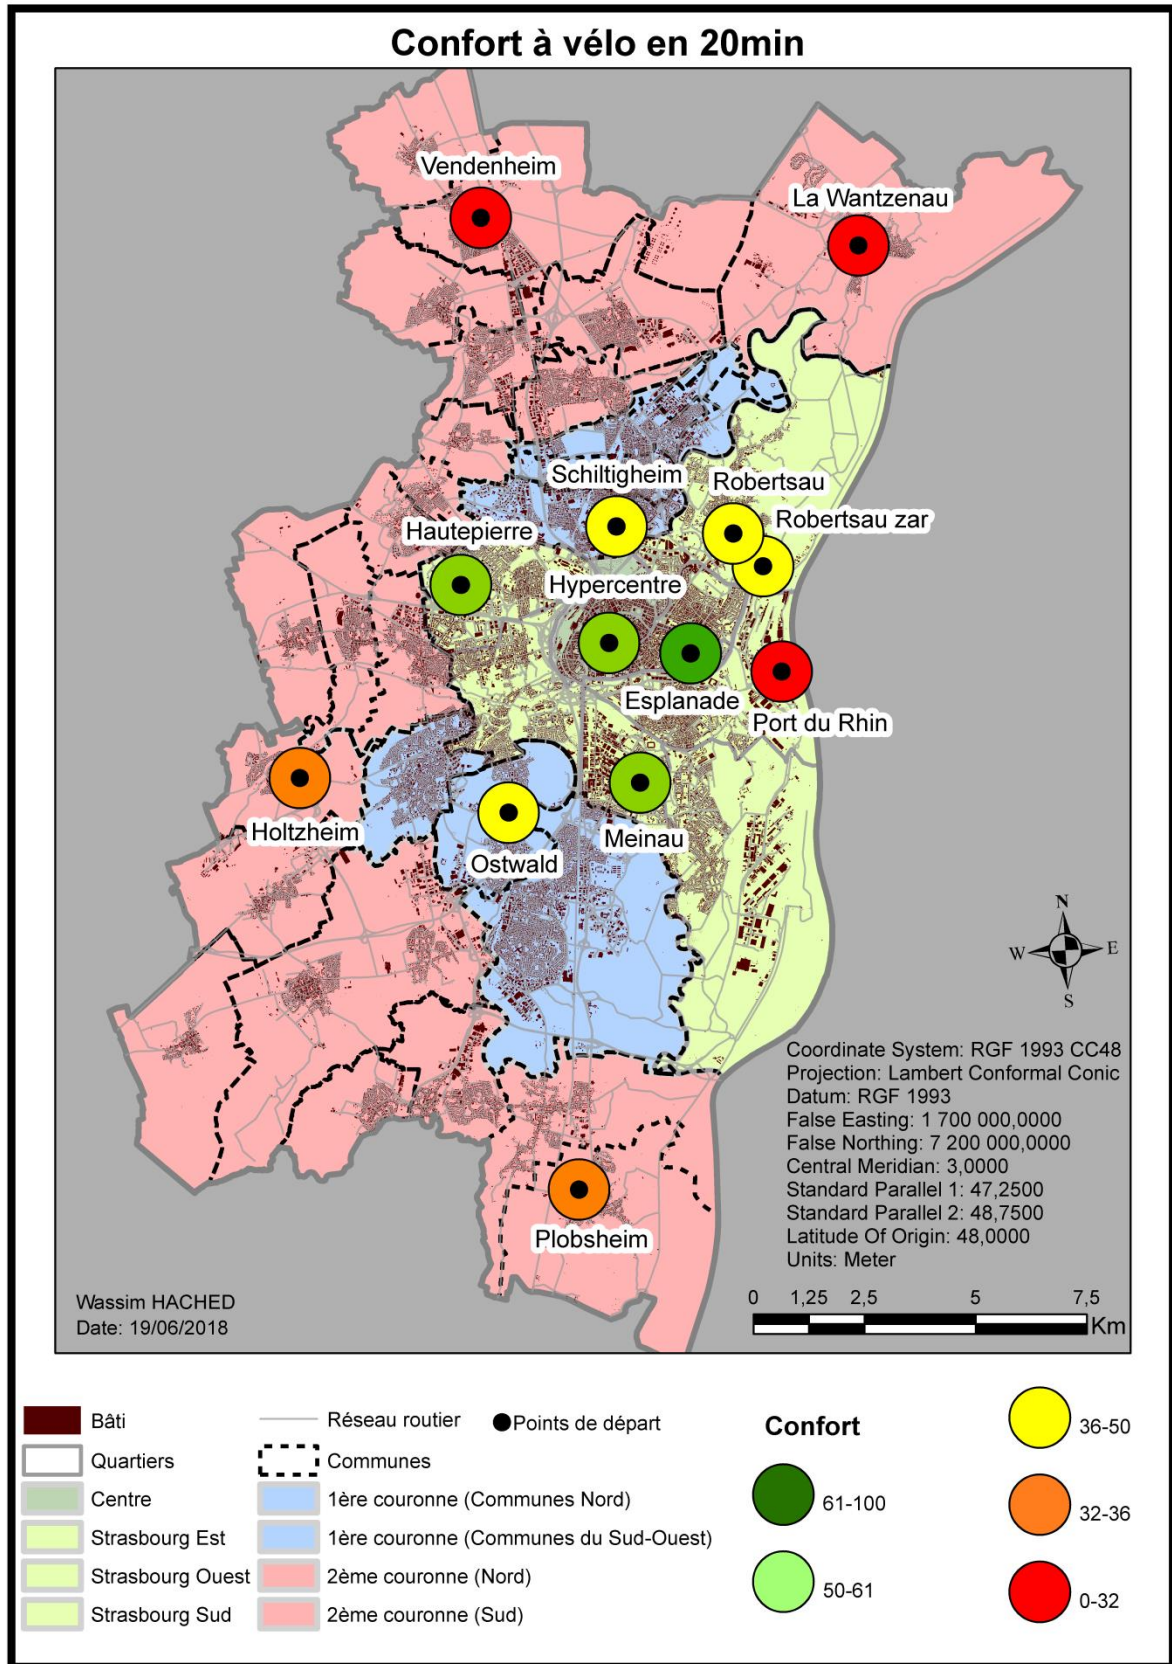 Confort à vélo en 20min
Vendenheim
La Wantzenau
Schiltigheim
Robertsau
Robertsau zar
Hautepierre
Hypercentre
Esplanade
Port du Rhin
Holtzheim
Ostwald
Meinau
Plobsheim
N
W
E
S
Coordinate System: RGF 1993 CC48
Projection: Lambert Conformal Conic
Datum: RGF 1993
False Easting: 1 700 000,0000
False Northing: 7 200 000,0000
Central Meridian: 3,0000
Standard Parallel 1: 47,2500
Standard Parallel 2: 48,7500
Latitude Of Origin: 48,0000
Units: Meter
0 1,25 2,5 5 7,5
Km
Wassim HACHED
Date: 19/06/2018
Bâti
Quartiers
Centre
Strasbourg Est
Strasbourg Ouest
Strasbourg Sud
Réseau routier
Points de départ
Communes
1ère couronne (Communes Nord)
1ère couronne (Communes du Sud-Ouest)
2ème couronne (Nord)
2ème couronne (Sud)
Confort
61-100
50-61
36-50
32-36
0-32